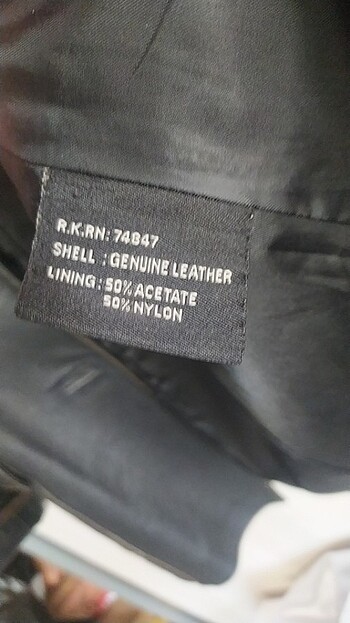 R.K.RN: 74847
SHELL : GENUINE LEATHER
LINING: 50% ACETATE
50% NYLON